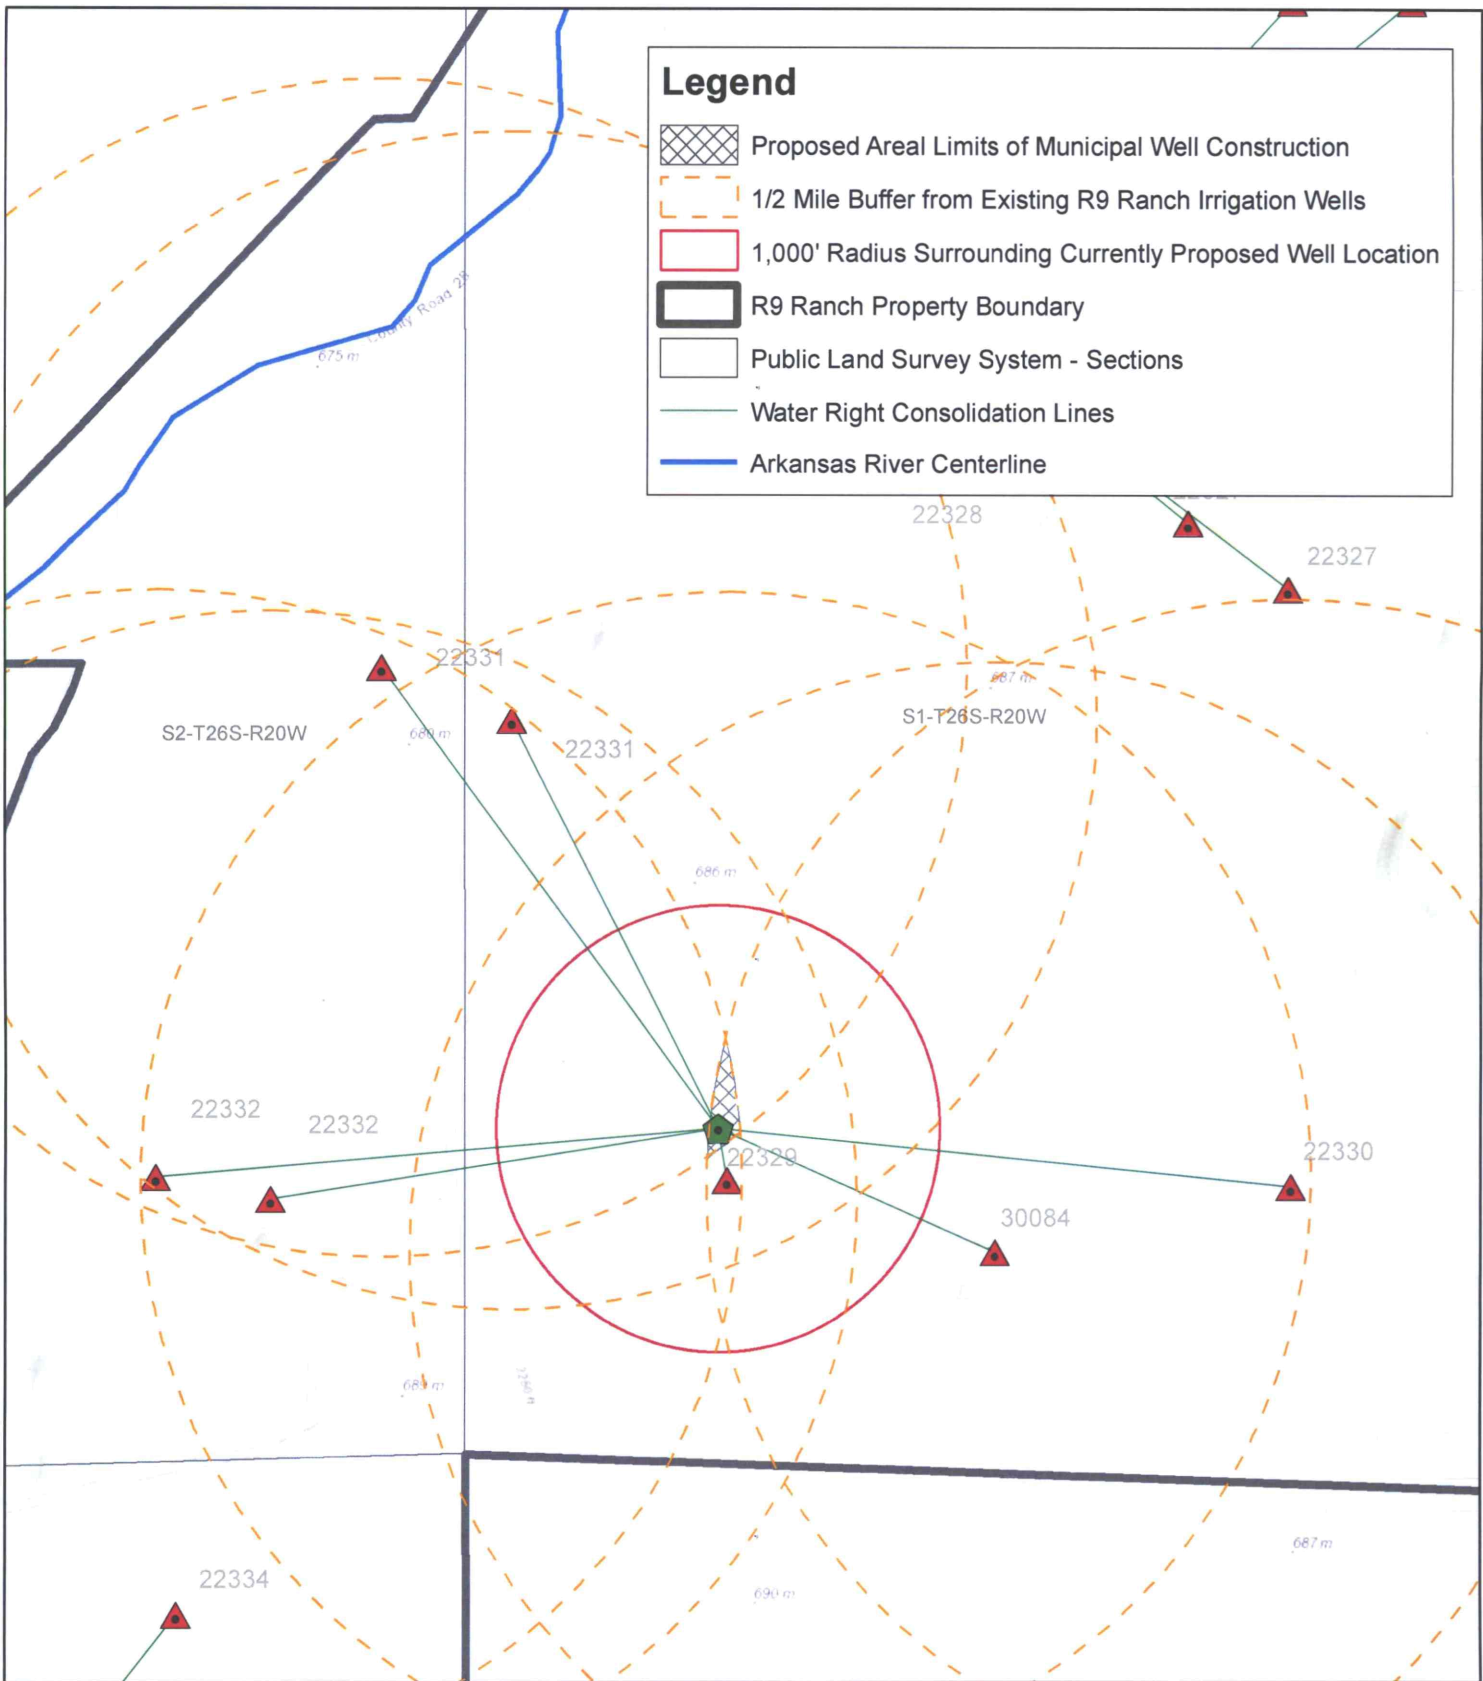 Legend
Proposed Areal Limits of Municipal Well Construction
1/2 Mile Buffer from Existing R9 Ranch Irrigation Wells
1,000' Radius Surrounding Currently Proposed Well Location
R9 Ranch Property Boundary
Public Land Survey System - Sections
Water Right Consolidation Lines
Arkansas River Centerline
County Road 28
675 m
22328
22327
22331
687 m
S2-T26S-R20W
680 m
S1-T26S-R20W
22331
686 m
22332
22332
22329
22330
30084
687 m
22334
690 m